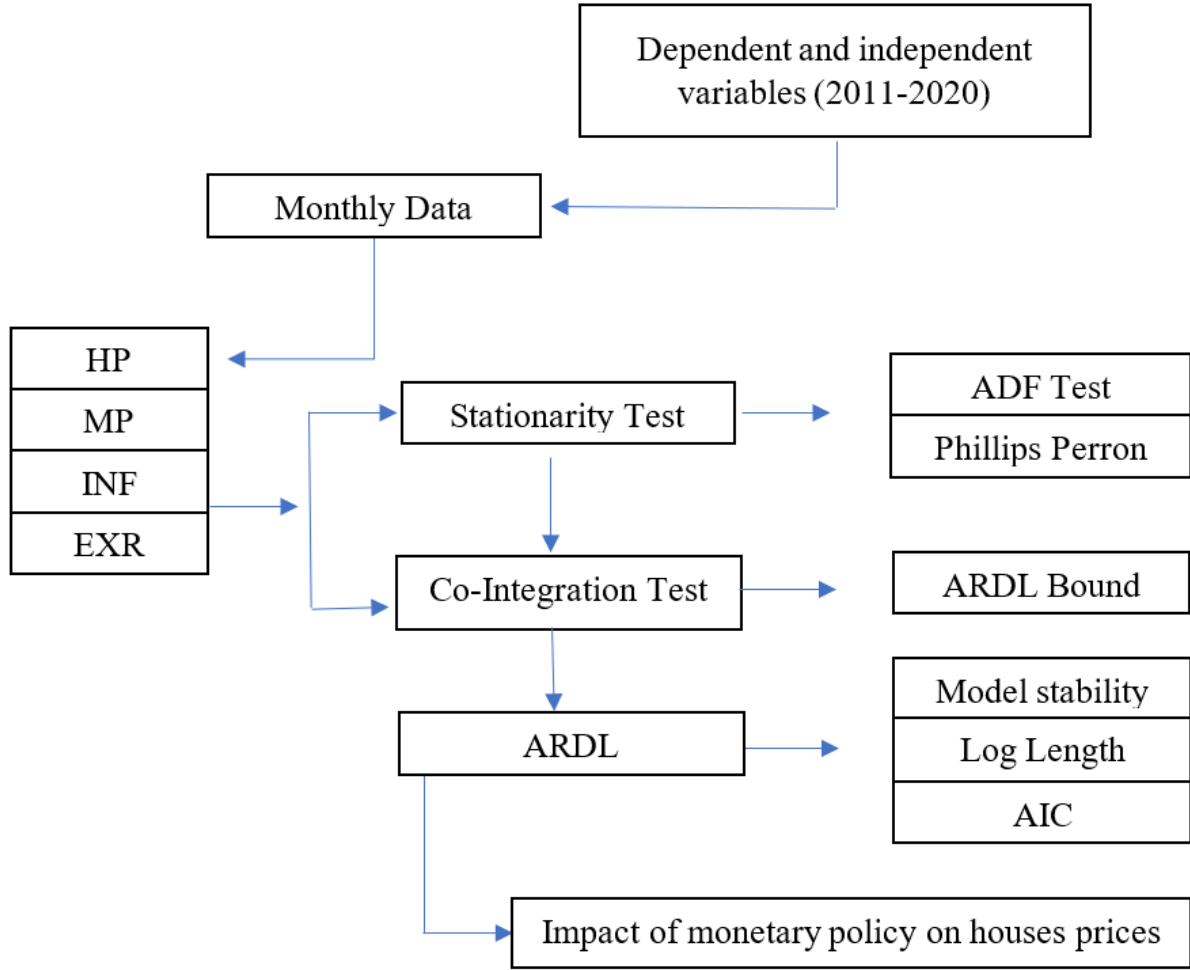 Dependent and independent
variables (2011-2020)
Monthly Data
HP
MP
INF
EXR
Stationarity Test
ADF Test
Phillips Perron
Co-Integration Test
ARDL Bound
ARDL
Model stability
Log Length
AIC
Impact of monetary policy on houses prices